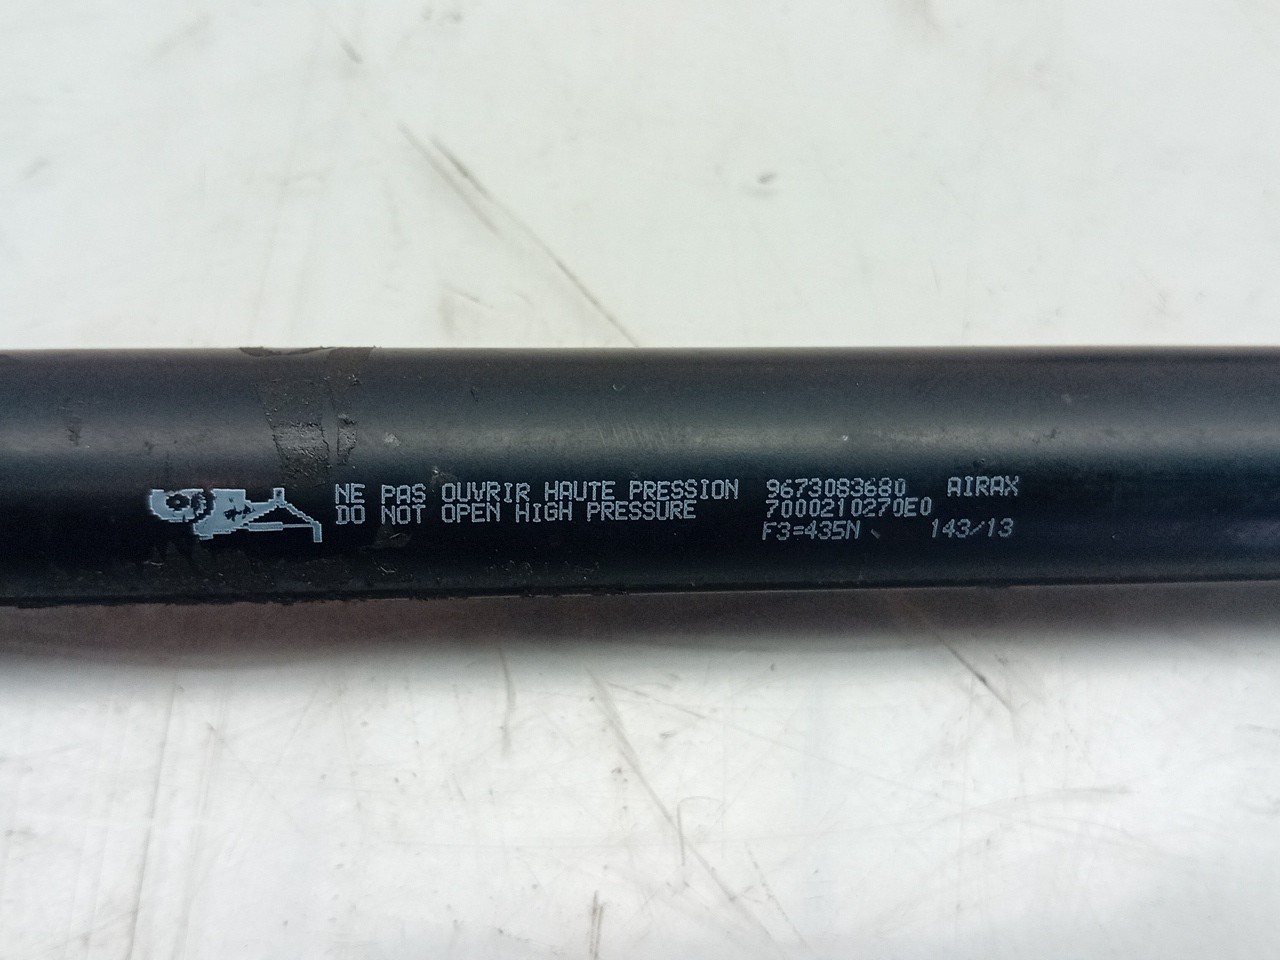 NE PAS OUVRIR HAUTE PRESSION 9673083680 AIRAX
DO NOT OPEN HIGH PRESSURE 7000210270E0
F3=435N 143/13